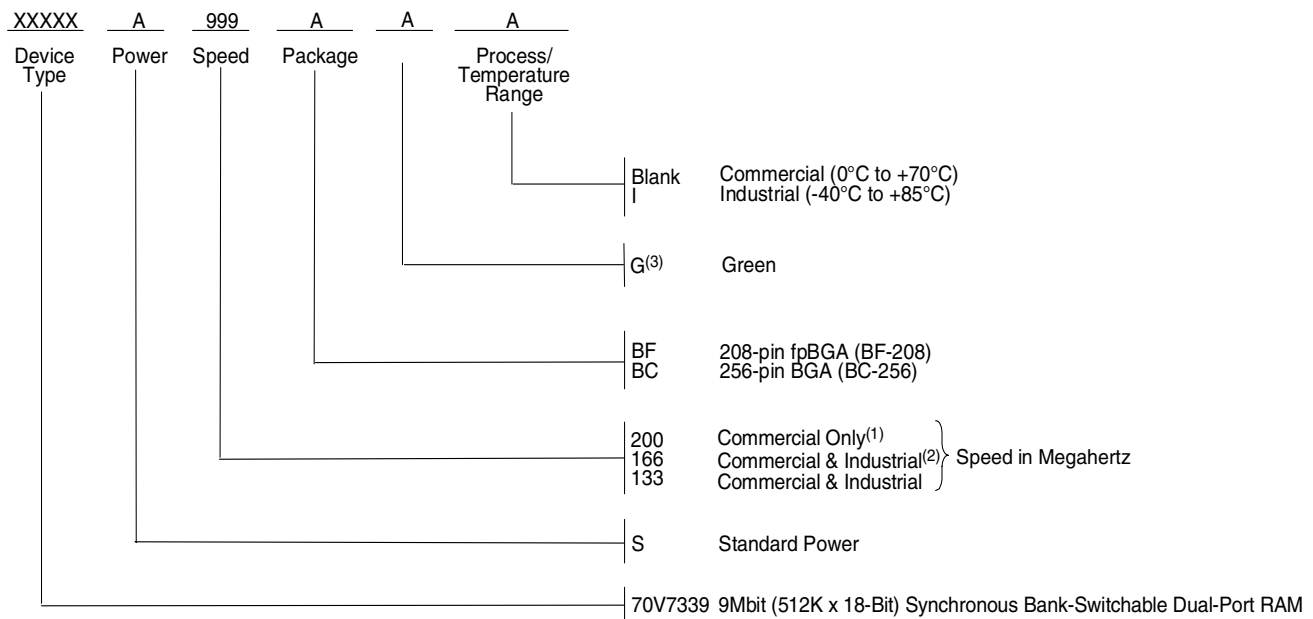 XXXXX A 999 A A A
Device Type Power Speed Package Process/ Temperature Range
Blank Commercial (0°C to +70°C)
I Industrial (-40°C to +85°C)
G(3) Green
BF 208-pin fpBGA (BF-208)
BC 256-pin BGA (BC-256)
200 Commercial Only(1)
166 Commercial & Industrial(2) Speed in Megahertz
133 Commercial & Industrial
S Standard Power
70V7339 9Mbit (512K x 18-Bit) Synchronous Bank-Switchable Dual-Port RAM